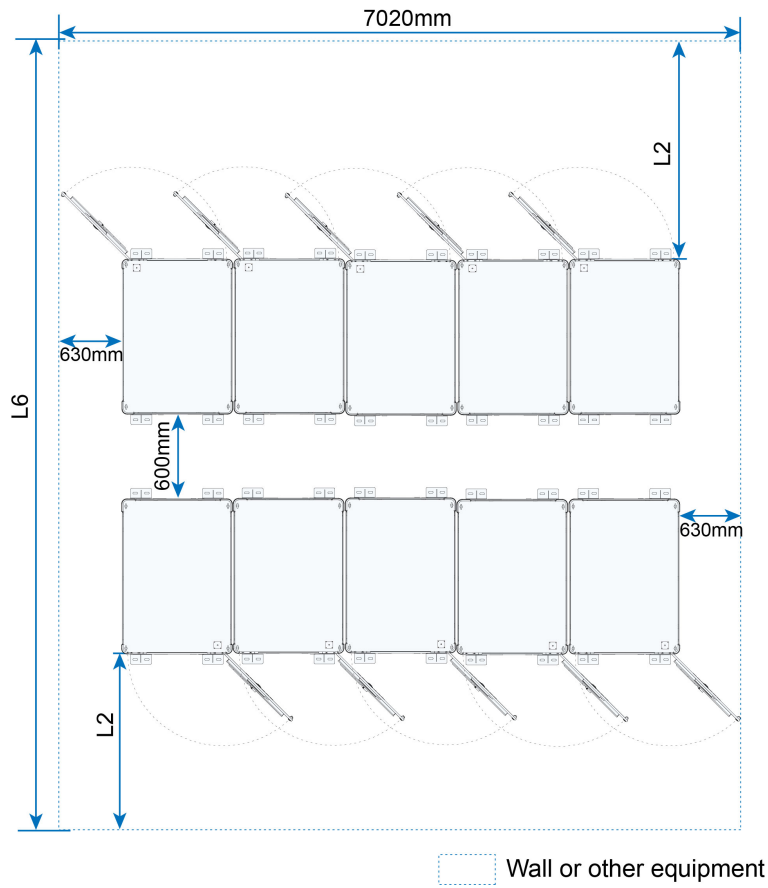 7020mm
L2
630mm
L6
600mm
630mm
L2
Wall or other equipment